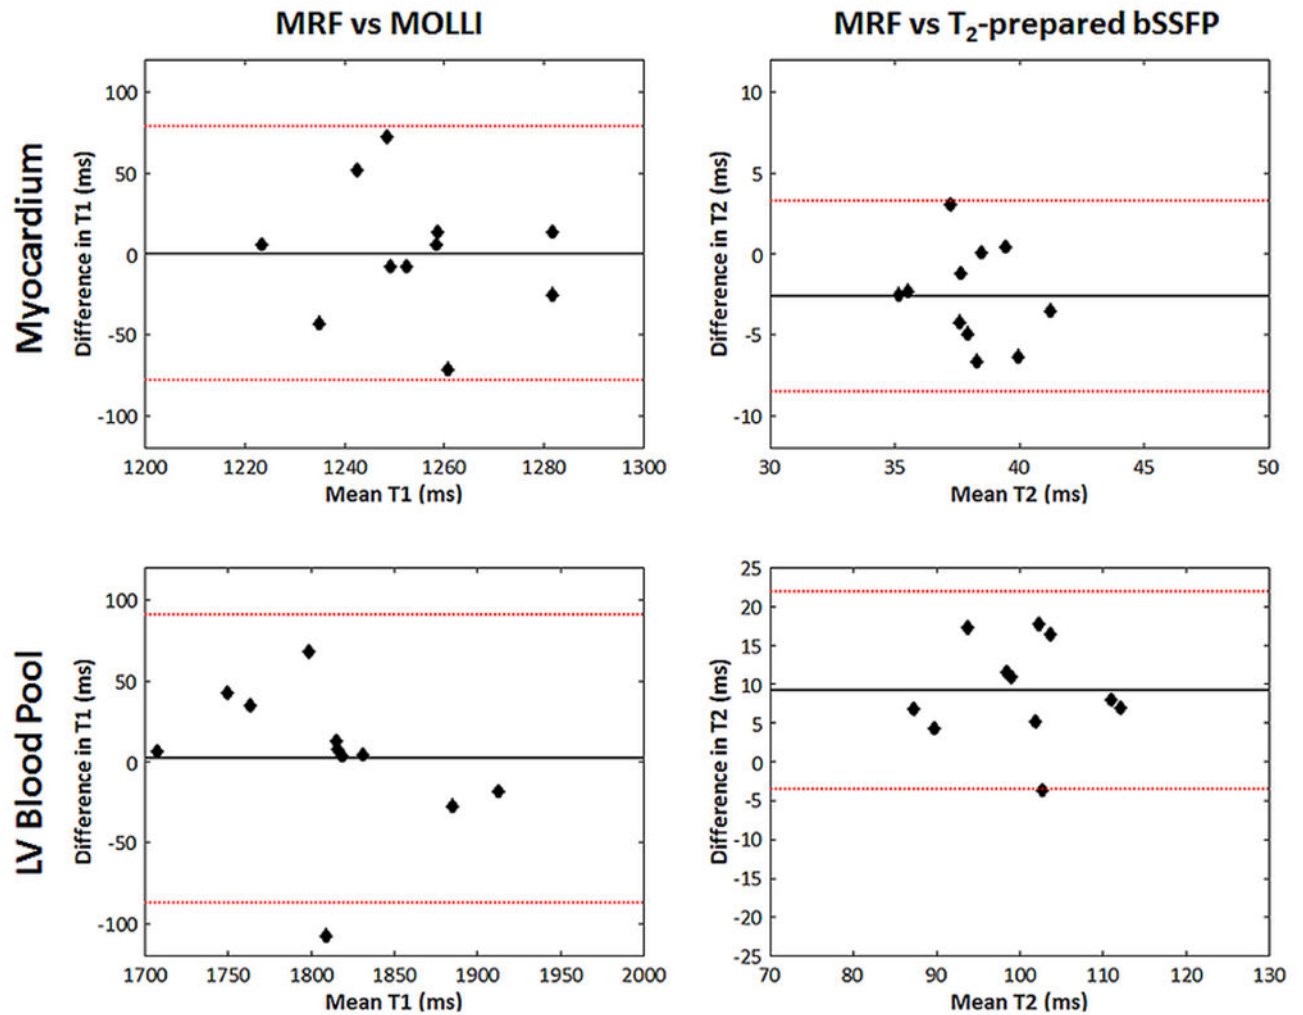 MRF vs MOLLI
MRF vs T2-prepared bSSFP
Myocardium
Difference in T1 (ms)
100
50
0
-50
-100
1200 1220 1240 1260 1280 1300
Mean T1 (ms)
Difference in T2 (ms)
10
5
0
-5
-10
30 35 40 45 50
Mean T2 (ms)
LV Blood Pool
Difference in T1 (ms)
100
50
0
-50
-100
1700 1750 1800 1850 1900 1950 2000
Mean T1 (ms)
Difference in T2 (ms)
25
20
15
10
5
0
-5
-10
-15
-20
-25
70 80 90 100 110 120 130
Mean T2 (ms)